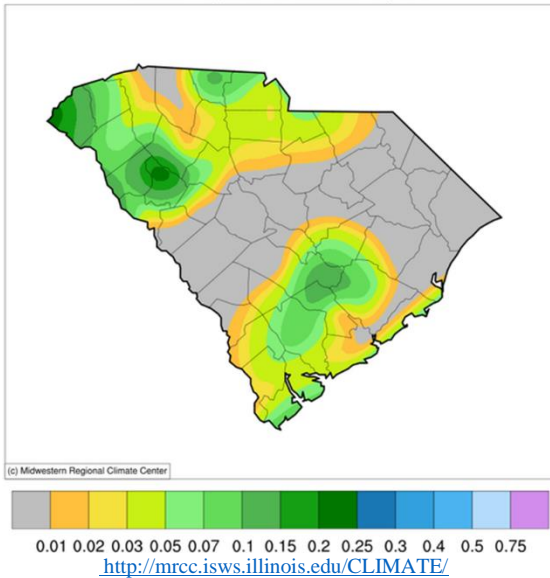 (c) Midwestern Regional Climate Center
0.01 0.02 0.03 0.05 0.07 0.1 0.15 0.2 0.25 0.3 0.4 0.5 0.75
http://mrcc.isws.illinois.edu/CLIMATE/